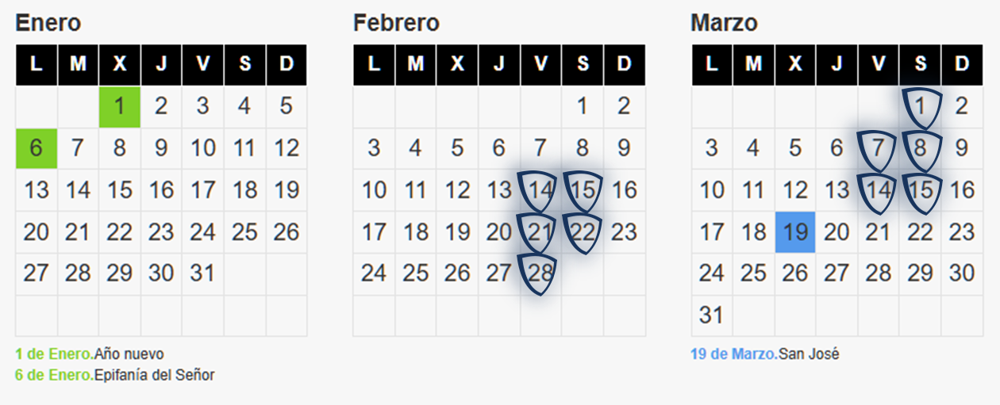 Enero
L M X J V S D
1 2 3 4 5
6 7 8 9 10 11 12
13 14 15 16 17 18 19
20 21 22 23 24 25 26
27 28 29 30 31
1 de Enero.Año nuevo
6 de Enero.Epifanía del Señor
Febrero
L M X J V S D
1 2
3 4 5 6 7 8 9
10 11 12 13 14 15 16
17 18 19 20 21 22 23
24 25 26 27 28
Marzo
L M X J V S D
1 2
3 4 5 6 7 8 9
10 11 12 13 14 15 16
17 18 19 20 21 22 23
24 25 26 27 28 29 30
31
19 de Marzo.San José